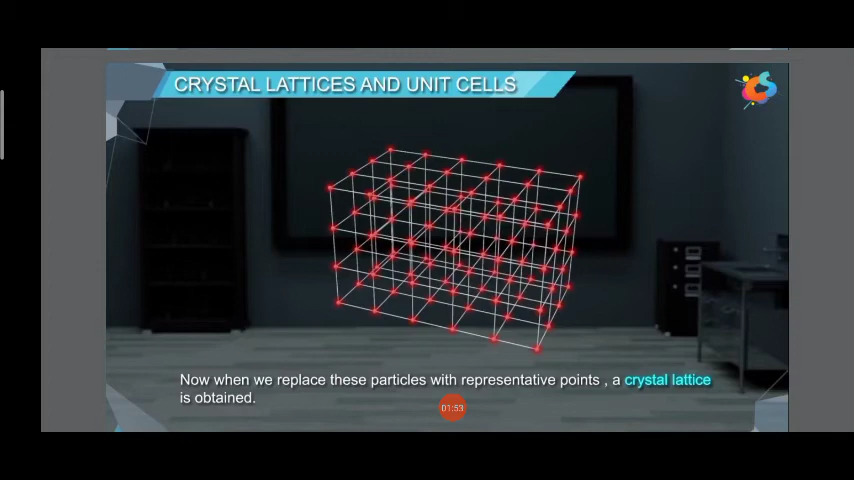 CRYSTAL LATTICES AND UNIT CELLS
Now when we replace these particles with representative points , a crystal lattice
is obtained.
01:53